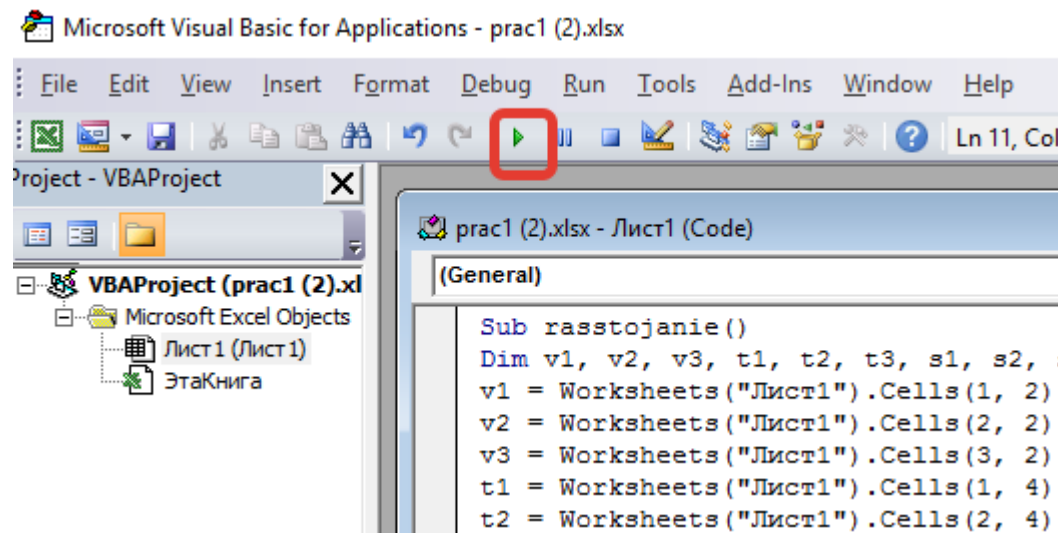 Microsoft Visual Basic for Applications - prac1 (2).xlsx
File Edit View Insert Format Debug Run Tools Add-Ins Window Help
Ln 11, Col
Project - VBAProject
prac1 (2).xlsx - Лист1 (Code)
(General)
VBAProject (prac1 (2).xl
Microsoft Excel Objects
Лист1 (Лист1)
ЭтаКнига
Sub rasstojanie()
Dim v1, v2, v3, t1, t2, t3, s1, s2,
v1 = Worksheets("Лист1").Cells(1, 2)
v2 = Worksheets("Лист1").Cells(2, 2)
v3 = Worksheets("Лист1").Cells(3, 2)
t1 = Worksheets("Лист1").Cells(1, 4)
t2 = Worksheets("Лист1").Cells(2, 4)